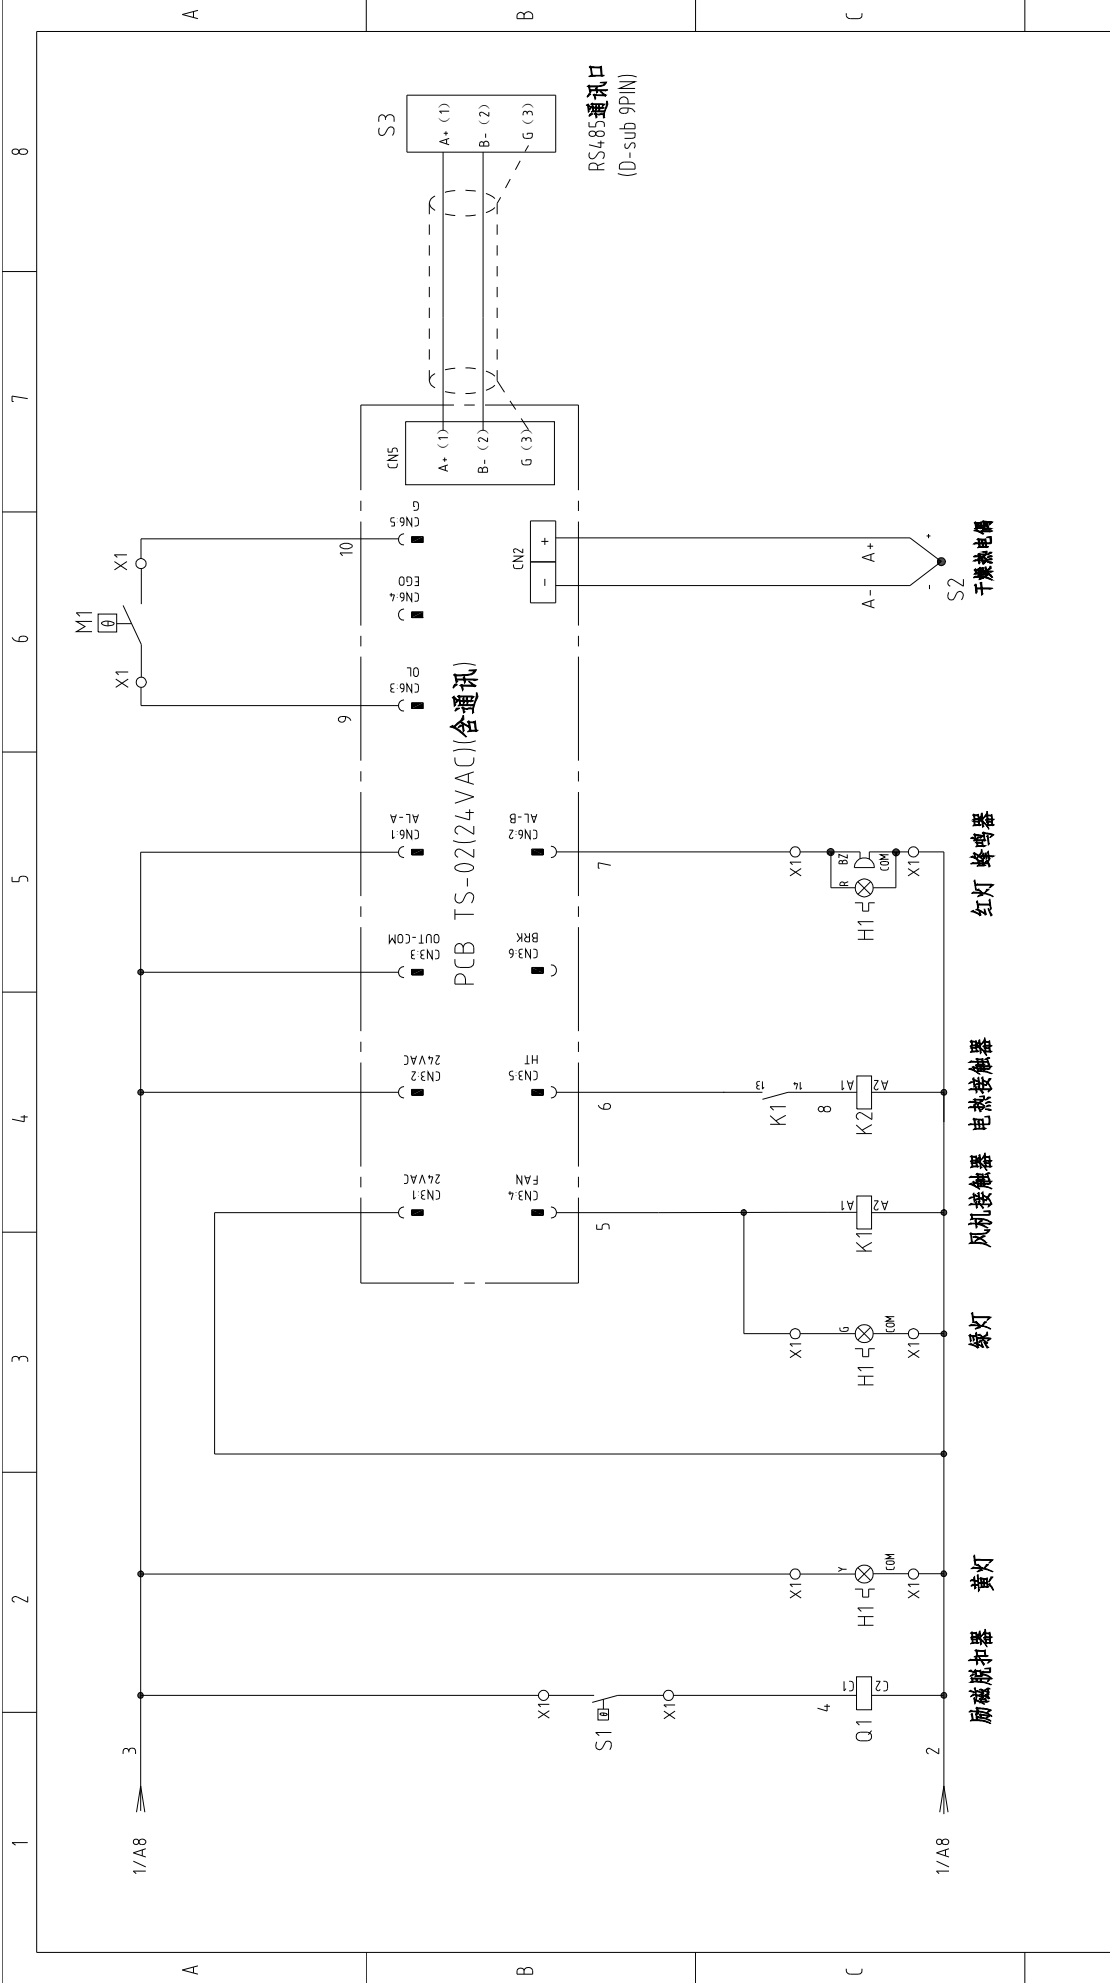 1
2
3
4
5
6
7
8
A
A
B
B
C
C
1/A8
3
1/A8
2
X1
S1
θ
X1
4
Q1
C1
C2
励磁脱扣器
X1
Y
H1
COM
X1
黄灯
X1
G
H1
COM
X1
绿灯
CN3:1
24VAC
CN3:4
FAN
5
K1
A1
A2
风机接触器
CN3:2
24VAC
CN3:5
HT
6
K1
13
14
8
K2
A1
A2
电热接触器
CN3:3
OUT-COM
CN3:6
BRK
CN6:1
AL-A
CN6:2
AL-B
7
X1
R
BZ
H1
COM
X1
红灯 蜂鸣器
PCB TS-02(24VAC)(含通讯)
M1
θ
X1
X1
9
10
CN6:3
OL
CN6:4
EGO
CN6:5
G
CN2
-
+
A-
A+
-
+
S2
干燥热电偶
CN5
A+ (1)
B- (2)
G (3)
S3
A+ (1)
B- (2)
G (3)
RS485通讯口
(D-sub 9PIN)